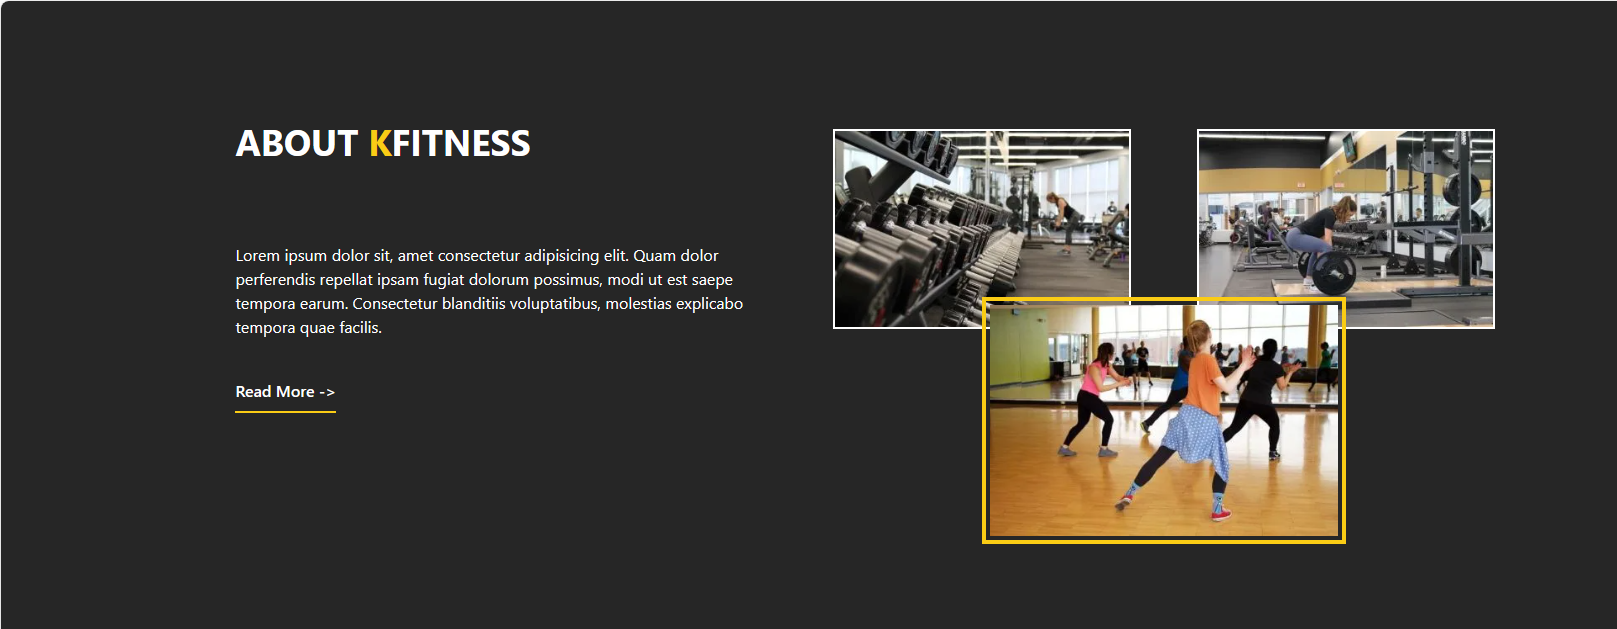 ABOUT KFITNESS
Lorem ipsum dolor sit, amet consectetur adipisicing elit. Quam dolor
perferendis repellat ipsam fugiat dolorum possimus, modi ut est saepe
tempora earum. Consectetur blanditiis voluptatibus, molestias explicabo
tempora quae facilis.
Read More ->